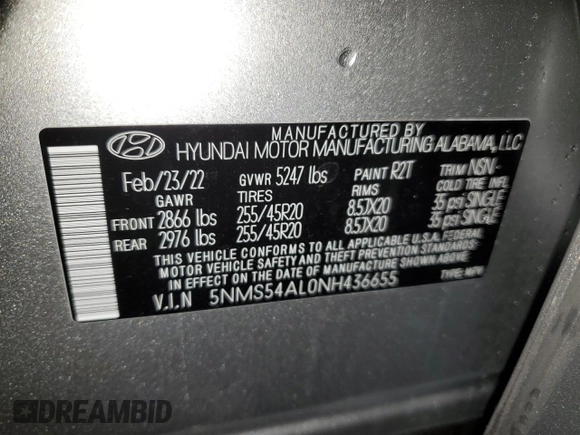 MANUFACTURED BY
HYUNDAI MOTOR MANUFACTURING ALABAMA, LLC
Feb/23/22 GVWR 5247 lbs PAINT R2T TRIM NSN
GAWR TIRES RIMS COLD TIRE INFL
FRONT 2866 lbs 255/45R20 8.5JX20 35 psi SINGLE
REAR 2976 lbs 255/45R20 8.5JX20 35 psi SINGLE
THIS VEHICLE CONFORMS TO ALL APPLICABLE U.S.A. FEDERAL
MOTOR VEHICLE SAFETY AND THEFT PREVENTION STANDARDS
IN EFFECT ON THE DATE OF MANUFACTURE SHOWN ABOVE.
V.I.N 5NMS54AL0NH436655 TYPE: MPV
DREAMBID